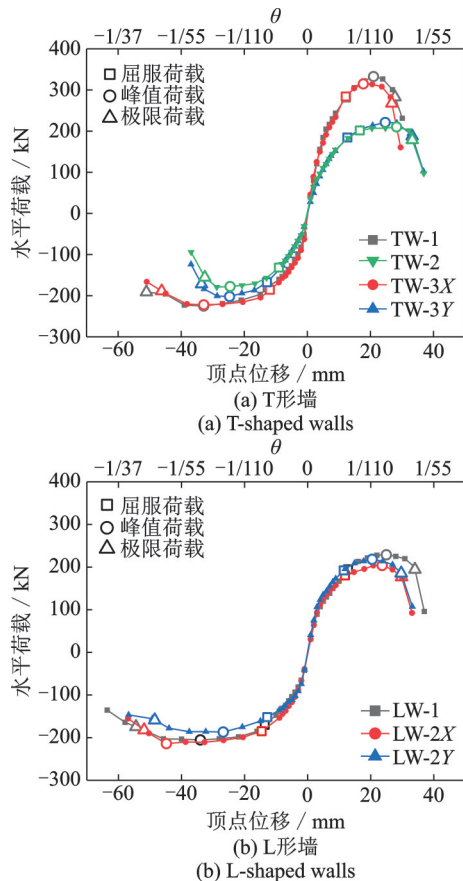 θ
−1/37 −1/55 −1/110 0 1/110 1/55
400
300
200
100
0
−100
−200
−300
水平荷载 / kN
屈服荷载
峰值荷载
极限荷载
TW-1
TW-2
TW-3X
TW-3Y
−60 −40 −20 0 20 40
顶点位移 / mm
(a) T形墙
(a) T-shaped walls
θ
−1/37 −1/55 −1/110 0 1/110 1/55
400
300
200
100
0
−100
−200
−300
水平荷载 / kN
屈服荷载
峰值荷载
极限荷载
LW-1
LW-2X
LW-2Y
−60 −40 −20 0 20 40
顶点位移 / mm
(b) L形墙
(b) L-shaped walls